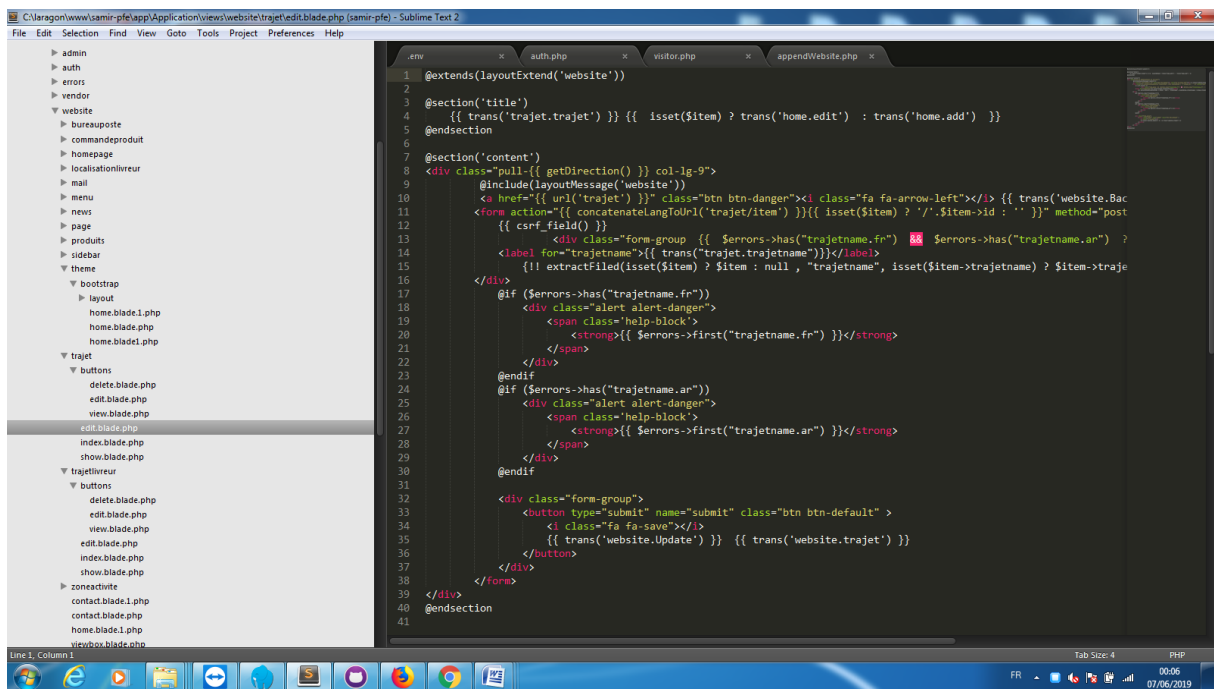 C:\laragon\www\samir-pfe\app\Application\views\website\trajet\edit.blade.php (samir-pfe) - Sublime Text 2
File Edit Selection Find View Goto Tools Project Preferences Help
admin
auth
errors
vendor
website
bureauposte
commandeproduit
homepage
localisationlivreur
mail
menu
news
page
produits
sidebar
theme
bootstrap
layout
home.blade.1.php
home.blade.php
home.blade1.php
trajet
buttons
delete.blade.php
edit.blade.php
view.blade.php
edit.blade.php
index.blade.php
show.blade.php
trajetlivreur
buttons
delete.blade.php
edit.blade.php
view.blade.php
edit.blade.php
index.blade.php
show.blade.php
zoneactivite
contact.blade.1.php
contact.blade.php
home.blade.1.php
viewbox.blade.php
.env × auth.php × visitor.php × appendWebsite.php ×
1 @extends(layoutExtend('website'))
2
3 @section('title')
4 {{ trans('trajet.trajet') }} {{ isset($item) ? trans('home.edit') : trans('home.add') }}
5 @endsection
6
7 @section('content')
8 <div class="pull-{{ getDirection() }} col-lg-9">
9 @include(layoutMessage('website'))
10 <a href="{{ url('trajet') }}" class="btn btn-danger"><i class="fa fa-arrow-left"></i> {{ trans('website.Bac
11 <form action="{{ concatenateLangToUrl('trajet/item') }}{{ isset($item) ? '/'.$item->id : '' }}" method="post
12 {{ csrf_field() }}
13 <div class="form-group {{ $errors->has("trajetname.fr") && $errors->has("trajetname.ar") ?
14 <label for="trajetname">{{ trans("trajet.trajetname")}}</label>
15 {!! extractFiled(isset($item) ? $item : null , "trajetname", isset($item->trajetname) ? $item->traje
16 </div>
17 @if ($errors->has("trajetname.fr"))
18 <div class="alert alert-danger">
19 <span class='help-block'>
20 <strong>{{ $errors->first("trajetname.fr") }}</strong>
21 </span>
22 </div>
23 @endif
24 @if ($errors->has("trajetname.ar"))
25 <div class="alert alert-danger">
26 <span class='help-block'>
27 <strong>{{ $errors->first("trajetname.ar") }}</strong>
28 </span>
29 </div>
30 @endif
31
32 <div class="form-group">
33 <button type="submit" name="submit" class="btn btn-default" >
34 <i class="fa fa-save"></i>
35 {{ trans('website.Update') }} {{ trans('website.trajet') }}
36 </button>
37 </div>
38 </form>
39 </div>
40 @endsection
41
Line 1, Column 1 Tab Size: 4 PHP
FR 00:06
07/06/2019